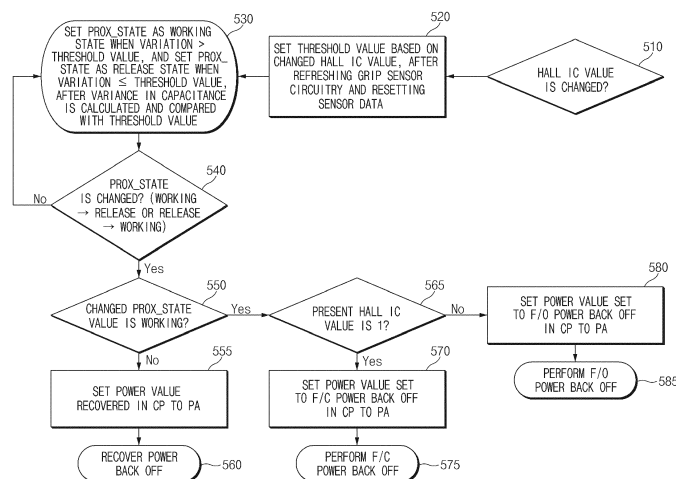 530
SET PROX_STATE AS WORKING
STATE WHEN VARIATION >
THRESHOLD VALUE, AND SET PROX_
STATE AS RELEASE STATE WHEN
VARIATION ≤ THRESHOLD VALUE,
AFTER VARIANCE IN CAPACITANCE
IS CALCULATED AND COMPARED
WITH THRESHOLD VALUE
520
SET THRESHOLD VALUE BASED ON
CHANGED HALL IC VALUE, AFTER
REFRESHING GRIP SENSOR
CIRCUITRY AND RESETTING
SENSOR DATA
510
HALL IC VALUE
IS CHANGED?
540
PROX_STATE
IS CHANGED? (WORKING
→ RELEASE OR RELEASE
→ WORKING)
No
Yes
550
CHANGED PROX_STATE
VALUE IS WORKING?
Yes
No
565
PRESENT HALL IC
VALUE IS 1?
No
Yes
580
SET POWER VALUE SET
TO F/O POWER BACK OFF
IN CP TO PA
555
SET POWER VALUE
RECOVERED IN CP TO PA
570
SET POWER VALUE SET
TO F/C POWER BACK OFF
IN CP TO PA
PERFORM F/O
POWER BACK OFF
585
RECOVER POWER
BACK OFF
560
PERFORM F/C
POWER BACK OFF
575